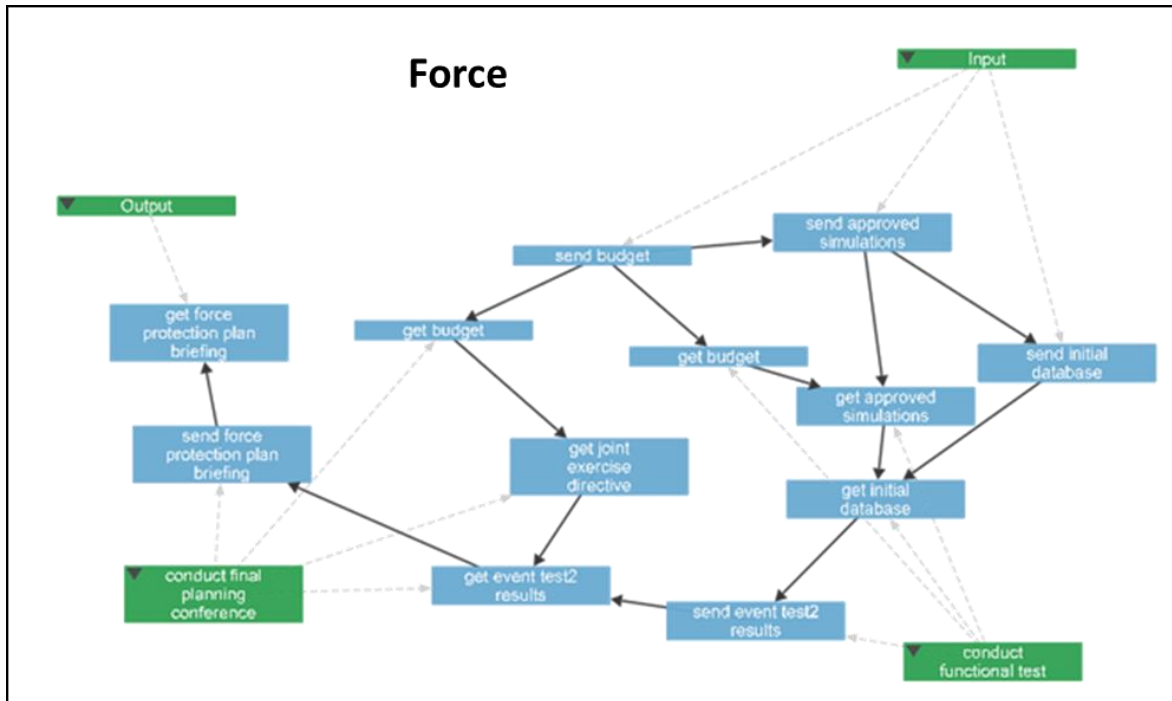 Force
Input
Output
send approved
simulations
send budget
get force
protection plan
briefing
get budget
get budget
send initial
database
get approved
simulations
send force
protection plan
briefing
get joint
exercise
directive
get initial
database
conduct final
planning
conference
get event test2
results
send event test2
results
conduct
functional test